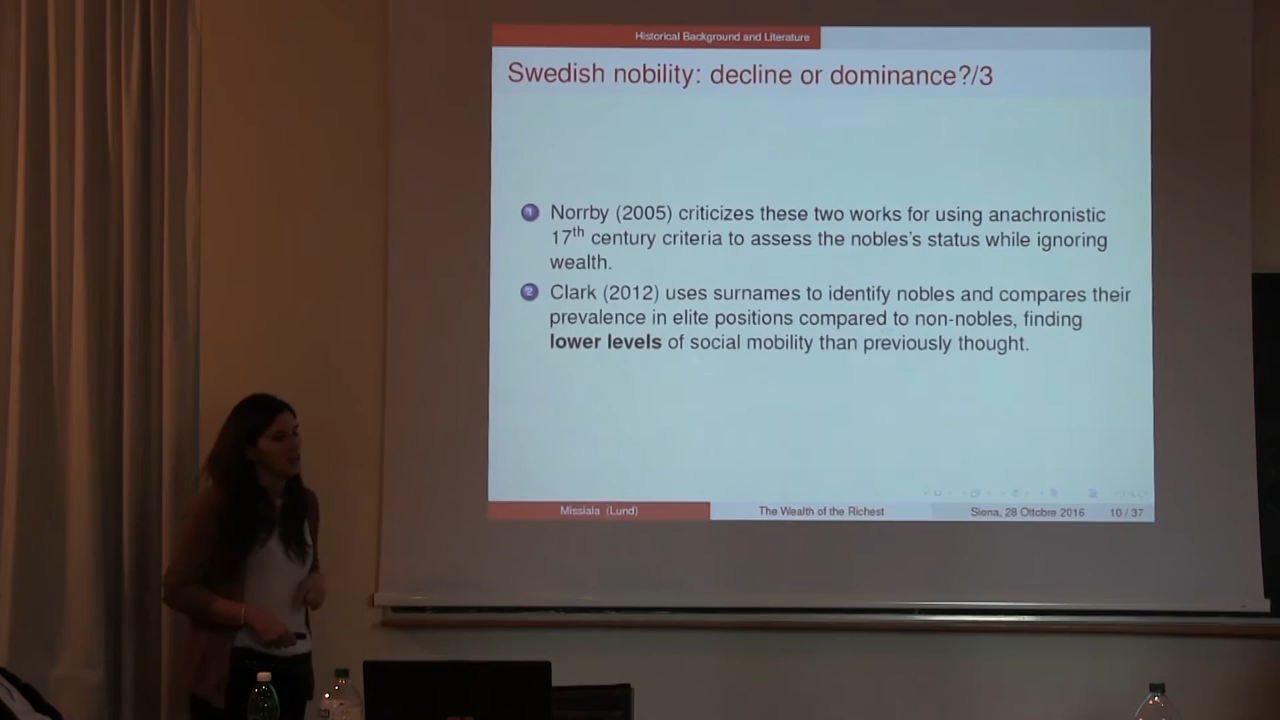 Historical Background and Literature
Swedish nobility: decline or dominance?/3
1 Norrby (2005) criticizes these two works for using anachronistic
17th century criteria to assess the nobles's status while ignoring
wealth.
2 Clark (2012) uses surnames to identify nobles and compares their
prevalence in elite positions compared to non-nobles, finding
lower levels of social mobility than previously thought.
Missiaia (Lund) The Wealth of the Richest Siena, 28 Ottobre 2016 10 / 37